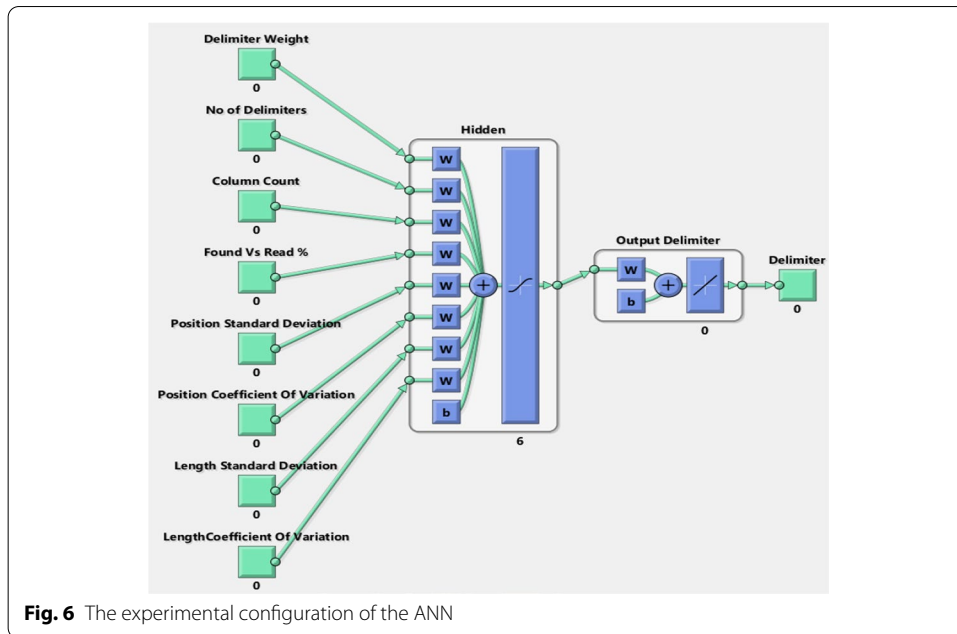 Delimiter Weight
0
No of Delimiters
0
Column Count
0
Found Vs Read %
0
Position Standard Deviation
0
Position Coefficient Of Variation
0
Length Standard Deviation
0
LengthCoefficient Of Variation
0
Hidden
W
W
W
W
W
W
W
W
b
+
6
Output Delimiter
W
b
+
0
Delimiter
0
Fig. 6 The experimental configuration of the ANN